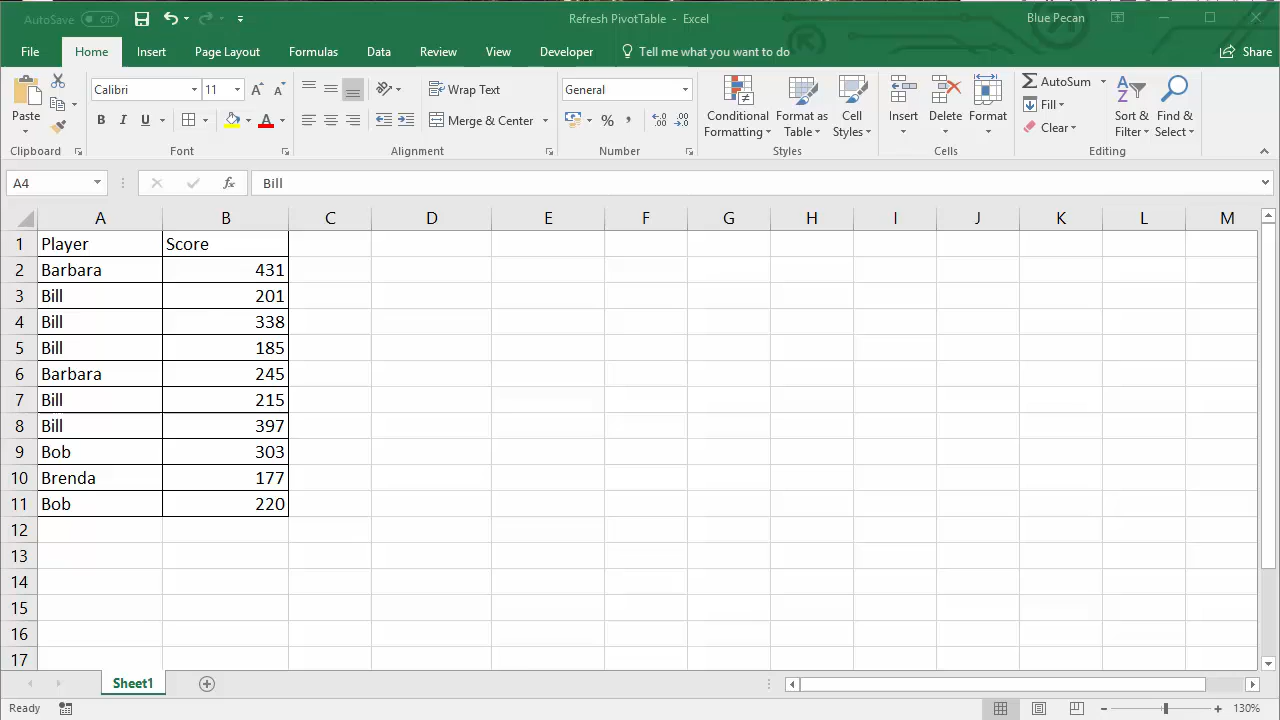 AutoSave Off
Refresh PivotTable - Excel
Blue Pecan
File Home Insert Page Layout Formulas Data Review View Developer Tell me what you want to do Share
Paste
Clipboard
Calibri 11
B I U A
Font
Wrap Text
Merge & Center
Alignment
General
% ,
Number
Conditional Formatting
Format as Table
Cell Styles
Styles
Insert Delete Format
Cells
AutoSum
Fill
Clear
Sort & Filter
Find & Select
Editing
A4 fx Bill
A B C D E F G H I J K L M
1 Player Score
2 Barbara 431
3 Bill 201
4 Bill 338
5 Bill 185
6 Barbara 245
7 Bill 215
8 Bill 397
9 Bob 303
10 Brenda 177
11 Bob 220
12
13
14
15
16
17
Sheet1
Ready 130%